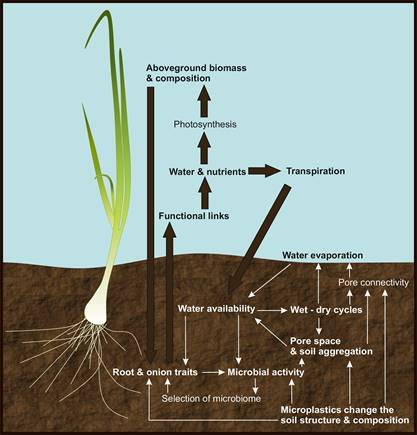 Aboveground biomass
& composition
Photosynthesis
Water & nutrients
Transpiration
Functional links
Water evaporation
Pore connectivity
Water availability
Wet - dry cycles
Pore space
& soil aggregation
Root & onion traits
Microbial activity
Selection of microbiome
Microplastics change the
soil structure & composition